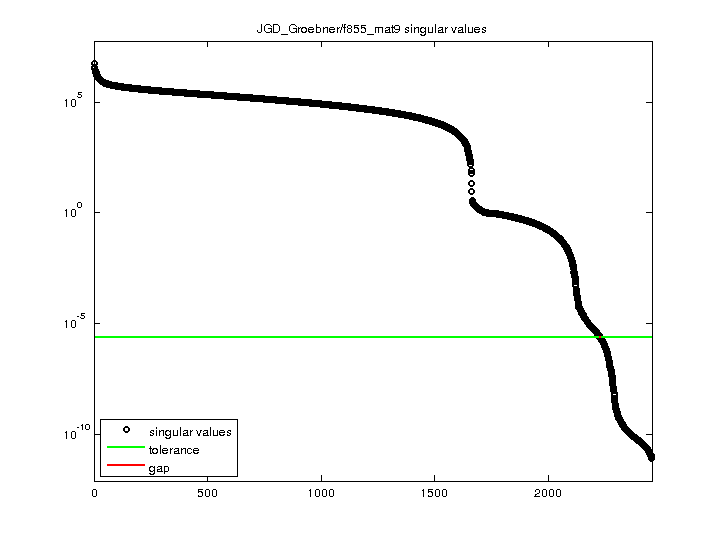 JGD_Groebner/f855_mat9 singular values
10^5
10^0
10^-5
10^-10
singular values
tolerance
gap
0 500 1000 1500 2000